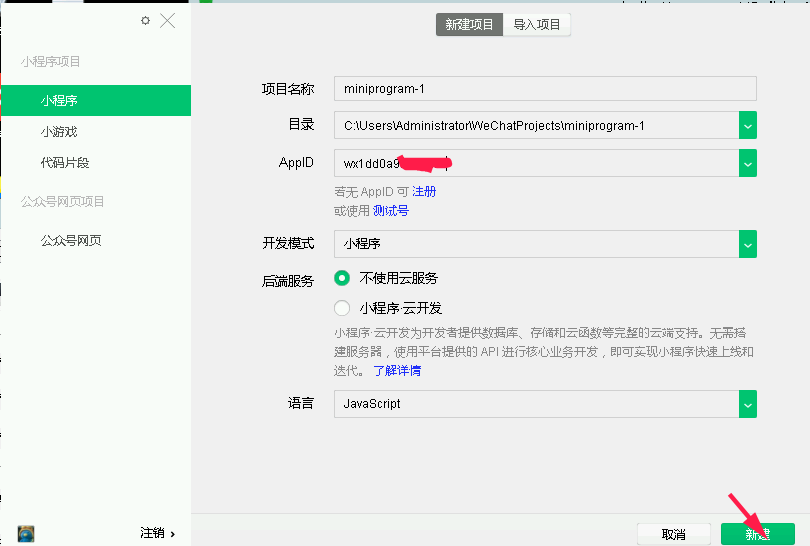 新建项目
导入项目
小程序项目
小程序
小游戏
代码片段
公众号网页项目
公众号网页
注销
项目名称
miniprogram-1
目录
C:\Users\Administrator\WeChatProjects\miniprogram-1
AppID
wx1dd0a9
若无 AppID 可 注册
或使用 测试号
开发模式
小程序
后端服务
不使用云服务
小程序·云开发
小程序·云开发为开发者提供数据库、存储和云函数等完整的云端支持。无需搭
建服务器，使用平台提供的 API 进行核心业务开发，即可实现小程序快速上线和
迭代。 了解详情
语言
JavaScript
取消
新建